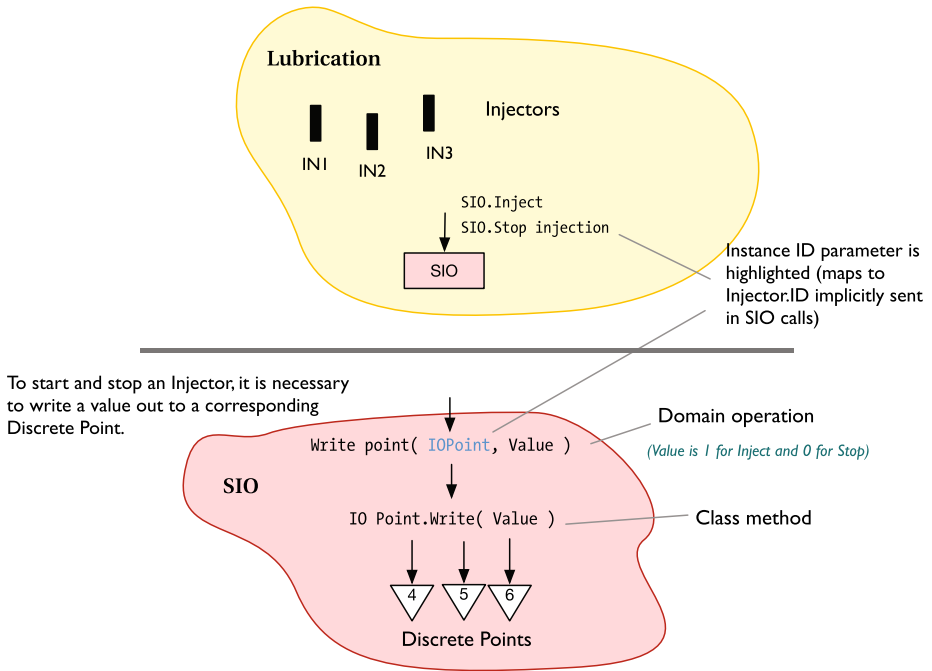 Lubrication
Injectors
IN1
IN2
IN3
SIO.Inject
SIO.Stop injection
SIO
Instance ID parameter is
highlighted (maps to
Injector.ID implicitly sent
in SIO calls)
To start and stop an Injector, it is necessary
to write a value out to a corresponding
Discrete Point.
Domain operation
Write point( IOPoint, Value )
(Value is 1 for Inject and 0 for Stop)
SIO
IO Point.Write( Value )
Class method
4
5
6
Discrete Points